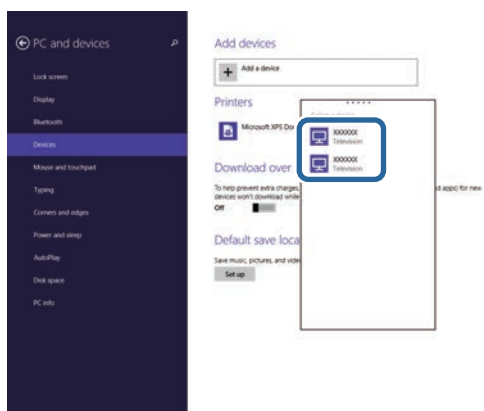 PC and devices
Lock screen
Display
Bluetooth
Devices
Mouse and touchpad
Typing
Corners and edges
Power and sleep
AutoPlay
Disk space
PC info
Add devices
Add a device
Printers
Microsoft XPS Doc
Download over
To help prevent extra charges,
d apps) for new
devices won't download while
Off
Default save loca
Save music, pictures, and vide
Set up
XXXXXX
Television
XXXXXX
Television